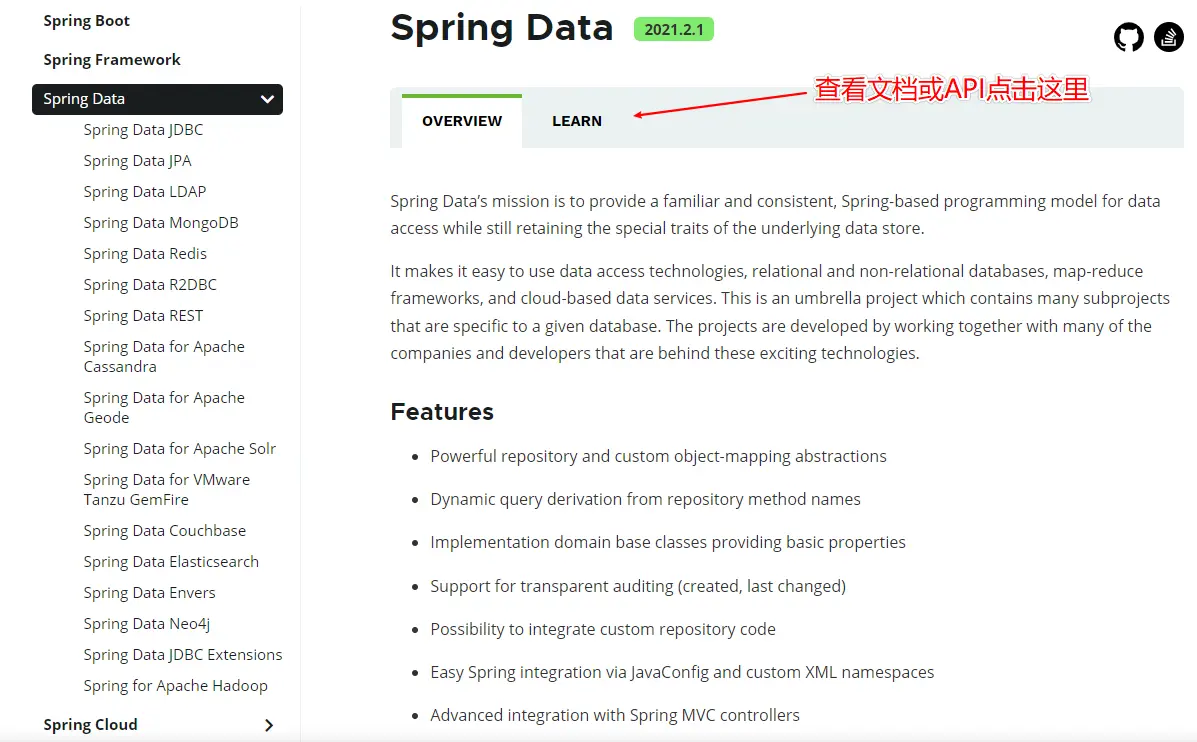 Spring Boot
Spring Framework
Spring Data
Spring Data JDBC
Spring Data JPA
Spring Data LDAP
Spring Data MongoDB
Spring Data Redis
Spring Data R2DBC
Spring Data REST
Spring Data for Apache
Cassandra
Spring Data for Apache
Geode
Spring Data for Apache Solr
Spring Data for VMware
Tanzu GemFire
Spring Data Couchbase
Spring Data Elasticsearch
Spring Data Envers
Spring Data Neo4j
Spring Data JDBC Extensions
Spring for Apache Hadoop
Spring Cloud
Spring Data 2021.2.1
查看文档或API点击这里
OVERVIEW LEARN
Spring Data’s mission is to provide a familiar and consistent, Spring-based programming model for data
access while still retaining the special traits of the underlying data store.
It makes it easy to use data access technologies, relational and non-relational databases, map-reduce
frameworks, and cloud-based data services. This is an umbrella project which contains many subprojects
that are specific to a given database. The projects are developed by working together with many of the
companies and developers that are behind these exciting technologies.
Features
• Powerful repository and custom object-mapping abstractions
• Dynamic query derivation from repository method names
• Implementation domain base classes providing basic properties
• Support for transparent auditing (created, last changed)
• Possibility to integrate custom repository code
• Easy Spring integration via JavaConfig and custom XML namespaces
• Advanced integration with Spring MVC controllers